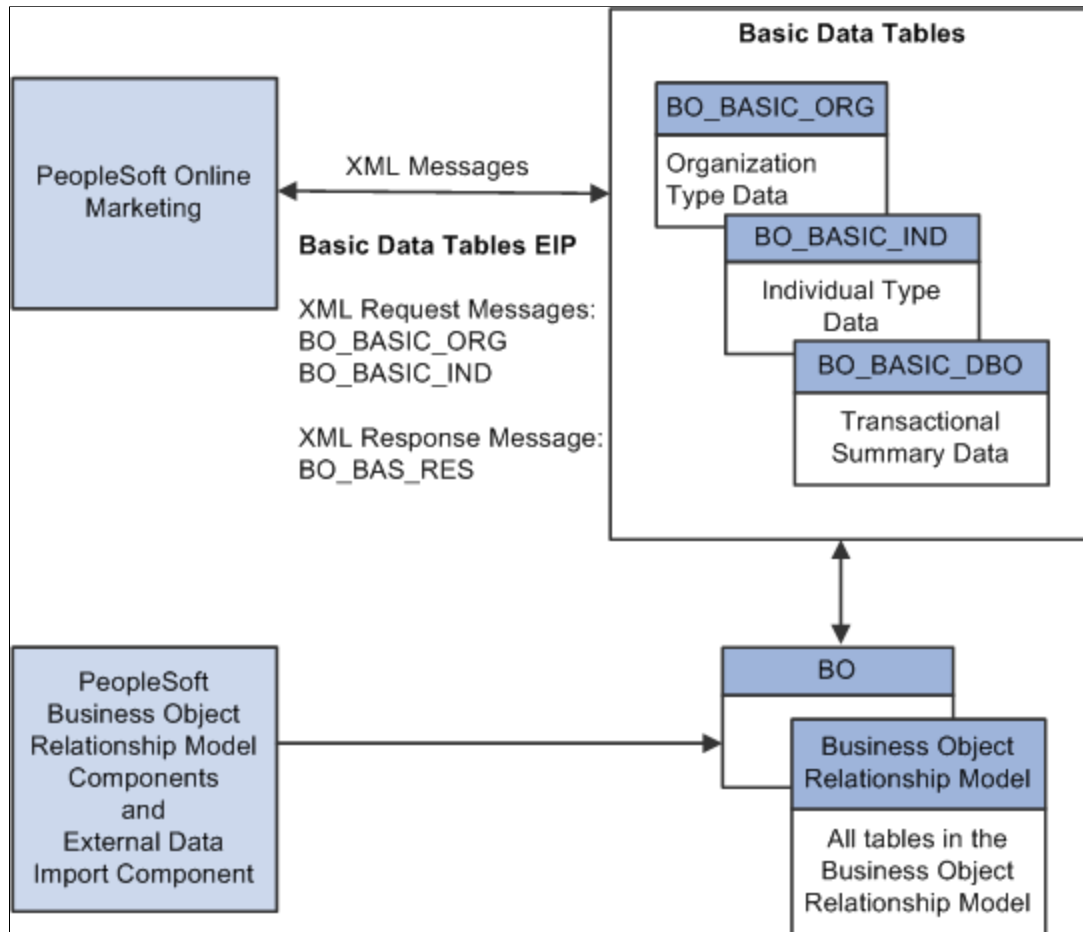 Basic Data Tables
BO_BASIC_ORG
Organization
Type Data
BO_BASIC_IND
Individual Type
Data
BO_BASIC_DBO
Transactional
Summary Data
PeopleSoft Online
Marketing
XML Messages
Basic Data Tables EIP
XML Request Messages:
BO_BASIC_ORG
BO_BASIC_IND
XML Response Message:
BO_BAS_RES
PeopleSoft
Business Object
Relationship Model
Components
and
External Data
Import Component
BO
Business Object
Relationship Model
All tables in the
Business Object
Relationship Model